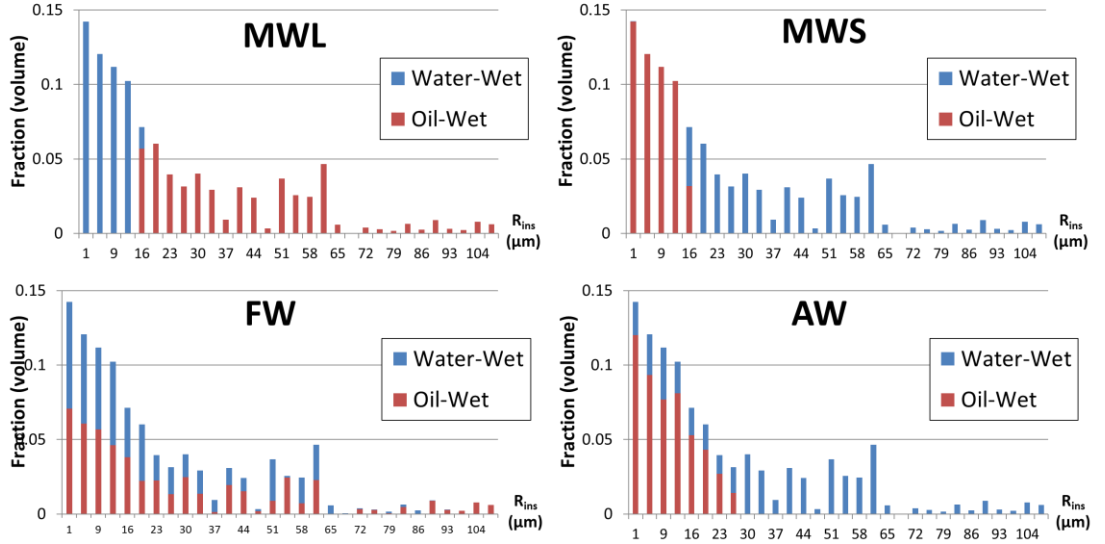 MWL
Fraction (volume)
0.15
0.1
0.05
0
Water-Wet
Oil-Wet
1 9 16 23 30 37 44 51 58 65 72 79 86 93 104
Rins
(μm)
MWS
Fraction (volume)
0.15
0.1
0.05
0
Water-Wet
Oil-Wet
1 9 16 23 30 37 44 51 58 65 72 79 86 93 104
Rins
(μm)
FW
Fraction (volume)
0.15
0.1
0.05
0
Water-Wet
Oil-Wet
1 9 16 23 30 37 44 51 58 65 72 79 86 93 104
Rins
(μm)
AW
Fraction (volume)
0.15
0.1
0.05
0
Water-Wet
Oil-Wet
1 9 16 23 30 37 44 51 58 65 72 79 86 93 104
Rins
(μm)